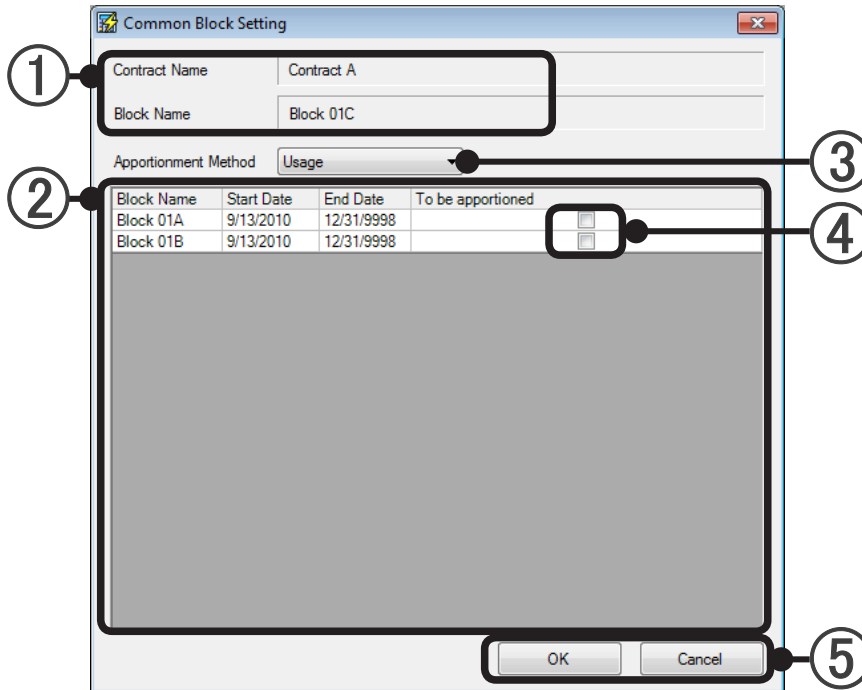 Common Block Setting
① Contract Name Contract A
Block Name Block 01C
Apportionment Method Usage ③
② Block Name Start Date End Date To be apportioned
Block 01A 9/13/2010 12/31/9998
Block 01B 9/13/2010 12/31/9998 ④
OK Cancel ⑤